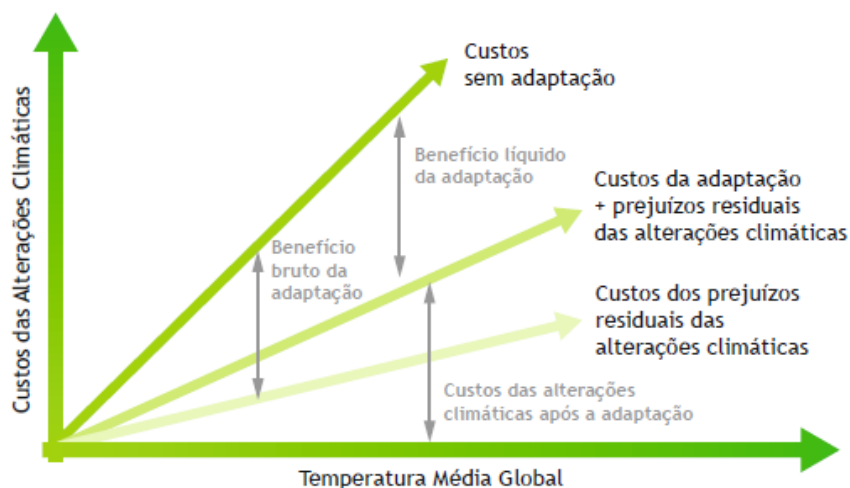 Custos das Alterações Climáticas
Custos
sem adaptação
Benefício líquido
da adaptação
Custos da adaptação
+ prejuízos residuais
das alterações climáticas
Benefício
bruto da
adaptação
Custos dos prejuízos
residuais das
alterações climáticas
Custos das alterações
climáticas após a adaptação
Temperatura Média Global